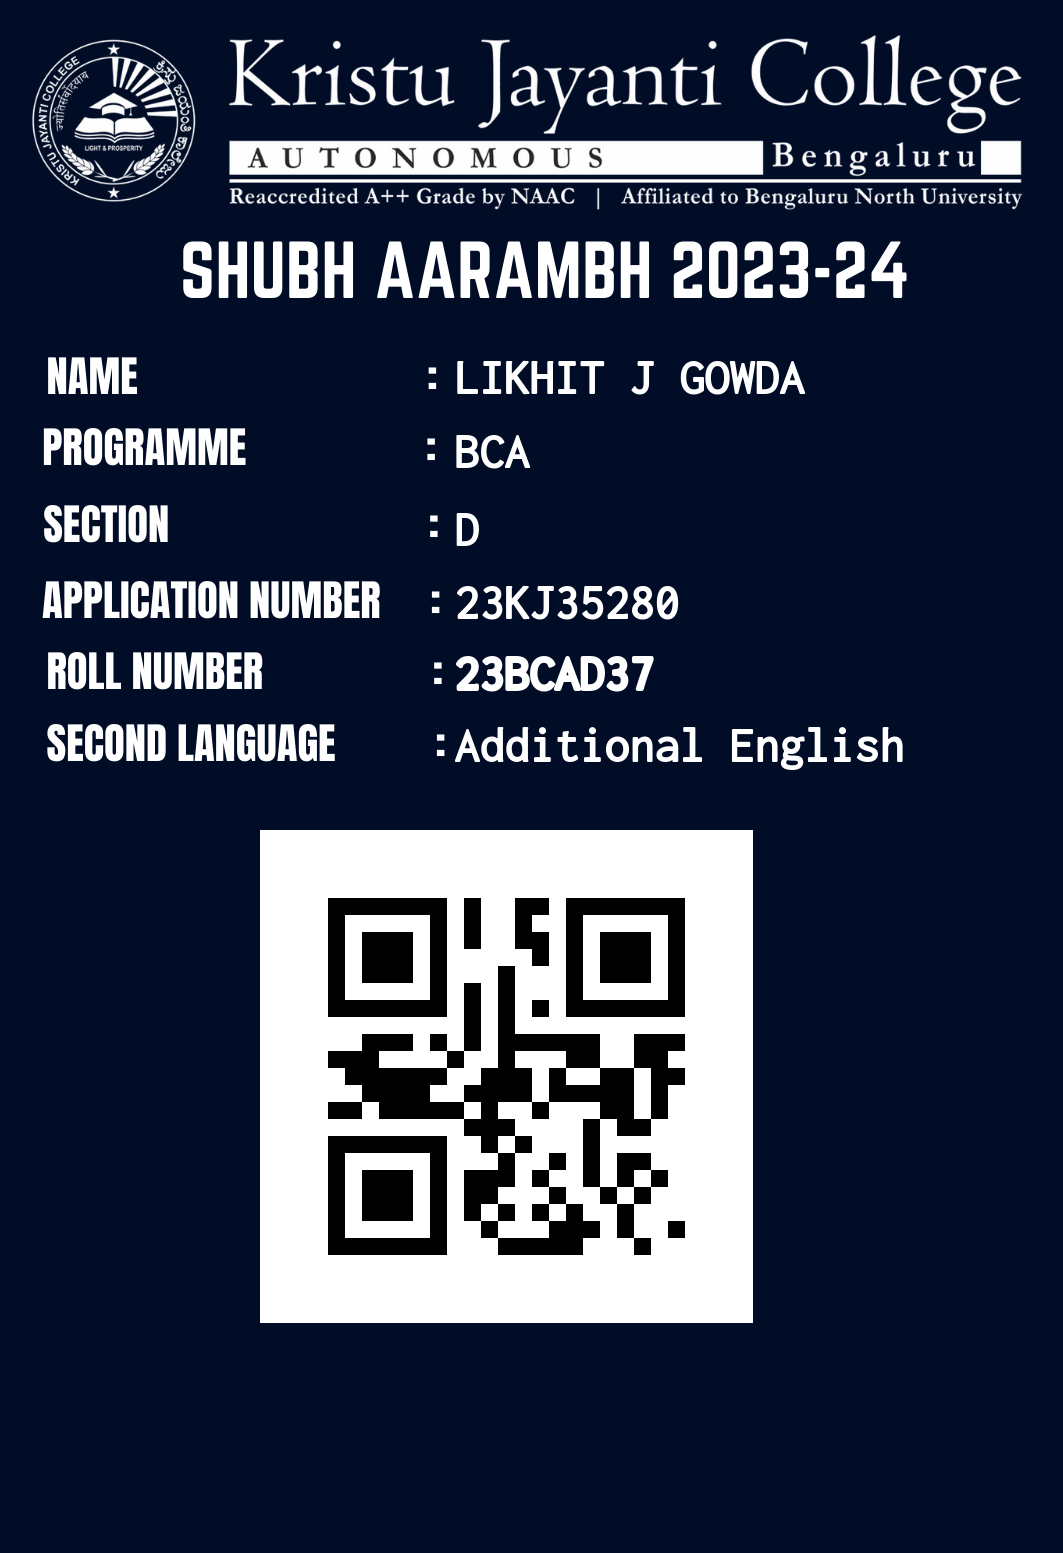 Kristu Jayanti College
AUTONOMOUS Bengaluru
Reaccredited A++ Grade by NAAC | Affiliated to Bengaluru North University
KRISTU JAYANTI COLLEGE
LIGHT & PROSPERITY
SHUBH AARAMBH 2023-24
NAME : LIKHIT J GOWDA
PROGRAMME : BCA
SECTION : D
APPLICATION NUMBER : 23KJ35280
ROLL NUMBER : 23BCAD37
SECOND LANGUAGE : Additional English